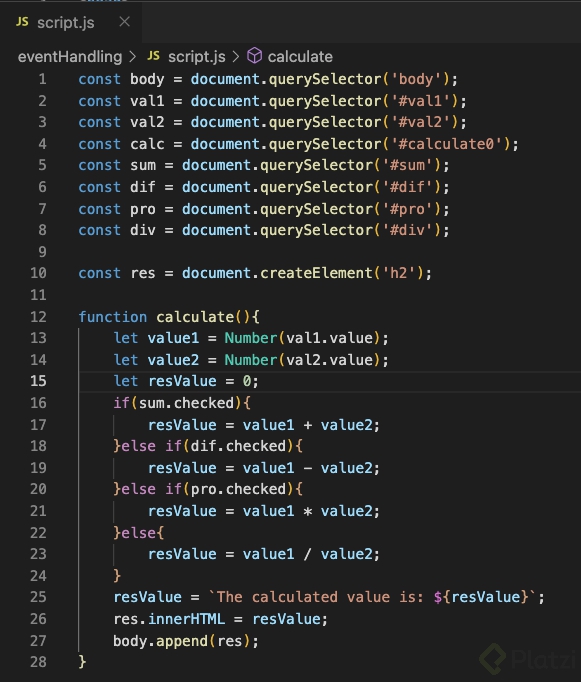 JS script.js ×
eventHandling > JS script.js > calculate
1 const body = document.querySelector('body');
2 const val1 = document.querySelector('#val1');
3 const val2 = document.querySelector('#val2');
4 const calc = document.querySelector('#calculate0');
5 const sum = document.querySelector('#sum');
6 const dif = document.querySelector('#dif');
7 const pro = document.querySelector('#pro');
8 const div = document.querySelector('#div');
9
10 const res = document.createElement('h2');
11
12 function calculate(){
13     let value1 = Number(val1.value);
14     let value2 = Number(val2.value);
15     let resValue = 0;
16     if(sum.checked){
17         resValue = value1 + value2;
18     }else if(dif.checked){
19         resValue = value1 - value2;
20     }else if(pro.checked){
21         resValue = value1 * value2;
22     }else{
23         resValue = value1 / value2;
24     }
25     resValue = `The calculated value is: ${resValue}`;
26     res.innerHTML = resValue;
27     body.append(res);
28 }
Platzi